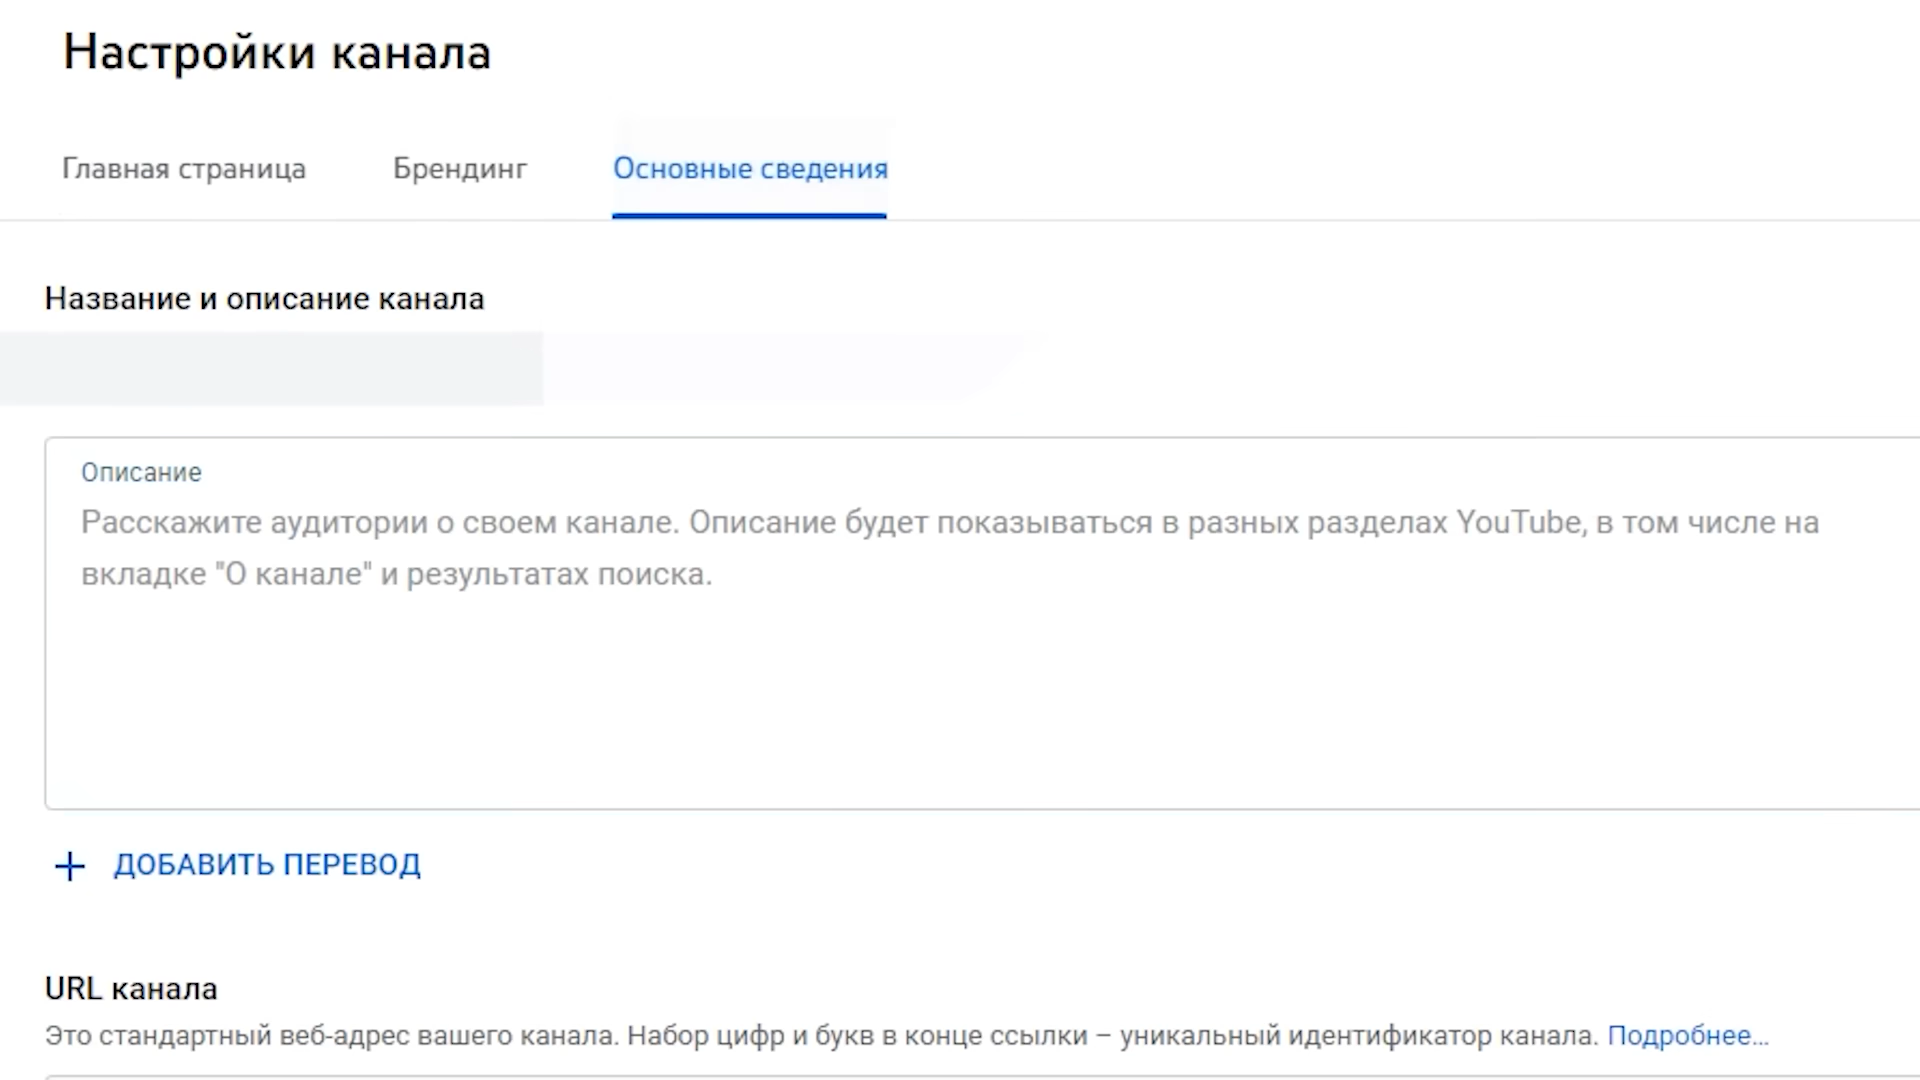 Настройки канала
Главная страница Брендинг Основные сведения
Название и описание канала
Описание
Расскажите аудитории о своем канале. Описание будет показываться в разных разделах YouTube, в том числе на
вкладке "О канале" и результатах поиска.
+ ДОБАВИТЬ ПЕРЕВОД
URL канала
Это стандартный веб-адрес вашего канала. Набор цифр и букв в конце ссылки – уникальный идентификатор канала. Подробнее...